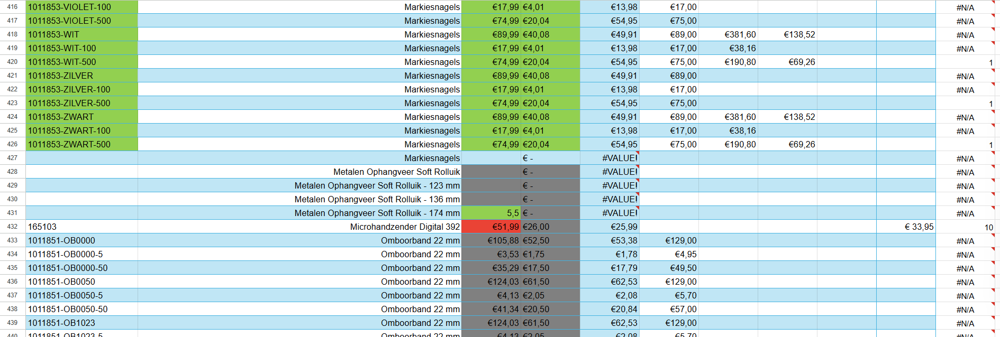 416 1011853-VIOLET-100 Markiesnagels €17,99 €4,01 €13,98 €17,00 #N/A
417 1011853-VIOLET-500 Markiesnagels €74,99 €20,04 €54,95 €75,00 #N/A
418 1011853-WIT Markiesnagels €89,99 €40,08 €49,91 €89,00 €381,60 €138,52 #N/A
419 1011853-WIT-100 Markiesnagels €17,99 €4,01 €13,98 €17,00 €38,16 #N/A
420 1011853-WIT-500 Markiesnagels €74,99 €20,04 €54,95 €75,00 €190,80 €69,26 1
421 1011853-ZILVER Markiesnagels €89,99 €40,08 €49,91 €89,00 #N/A
422 1011853-ZILVER-100 Markiesnagels €17,99 €4,01 €13,98 €17,00 #N/A
423 1011853-ZILVER-500 Markiesnagels €74,99 €20,04 €54,95 €75,00 1
424 1011853-ZWART Markiesnagels €89,99 €40,08 €49,91 €89,00 €381,60 €138,52 #N/A
425 1011853-ZWART-100 Markiesnagels €17,99 €4,01 €13,98 €17,00 €38,16 #N/A
426 1011853-ZWART-500 Markiesnagels €74,99 €20,04 €54,95 €75,00 €190,80 €69,26 1
427 Markiesnagels € - #VALUE! #N/A
428 Metalen Ophangveer Soft Rolluik € - #VALUE! #N/A
429 Metalen Ophangveer Soft Rolluik - 123 mm € - #VALUE! #N/A
430 Metalen Ophangveer Soft Rolluik - 136 mm € - #VALUE! #N/A
431 Metalen Ophangveer Soft Rolluik - 174 mm 5,5 € - #VALUE! #N/A
432 165103 Microhandzender Digital 392 €51,99 €26,00 €25,99 € 33,95 10
433 1011851-OB0000 Omboorband 22 mm €105,88 €52,50 €53,38 €129,00 #N/A
434 1011851-OB0000-5 Omboorband 22 mm €3,53 €1,75 €1,78 €4,95 #N/A
435 1011851-OB0000-50 Omboorband 22 mm €35,29 €17,50 €17,79 €49,50 #N/A
436 1011851-OB0050 Omboorband 22 mm €124,03 €61,50 €62,53 €129,00 #N/A
437 1011851-OB0050-5 Omboorband 22 mm €4,13 €2,05 €2,08 €5,70 #N/A
438 1011851-OB0050-50 Omboorband 22 mm €41,34 €20,50 €20,84 €57,00 #N/A
439 1011851-OB1023 Omboorband 22 mm €124,03 €61,50 €62,53 €129,00 #N/A
440 1011851-OB1023-5 Omboorband 22 mm €4,13 €2,05 €2,08 €5,70 #N/A